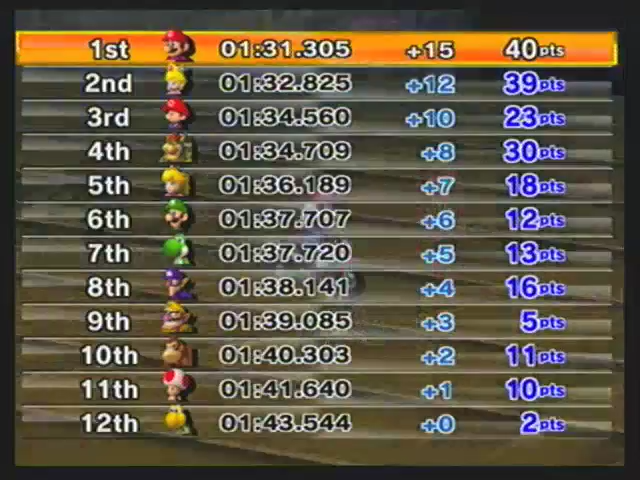 1st 01:31.305 +15 40pts
2nd 01:32.825 +12 39pts
3rd 01:34.560 +10 23pts
4th 01:34.709 +8 30pts
5th 01:36.189 +7 18pts
6th 01:37.707 +6 12pts
7th 01:37.720 +5 13pts
8th 01:38.141 +4 16pts
9th 01:39.085 +3 5pts
10th 01:40.303 +2 11pts
11th 01:41.640 +1 10pts
12th 01:43.544 +0 2pts